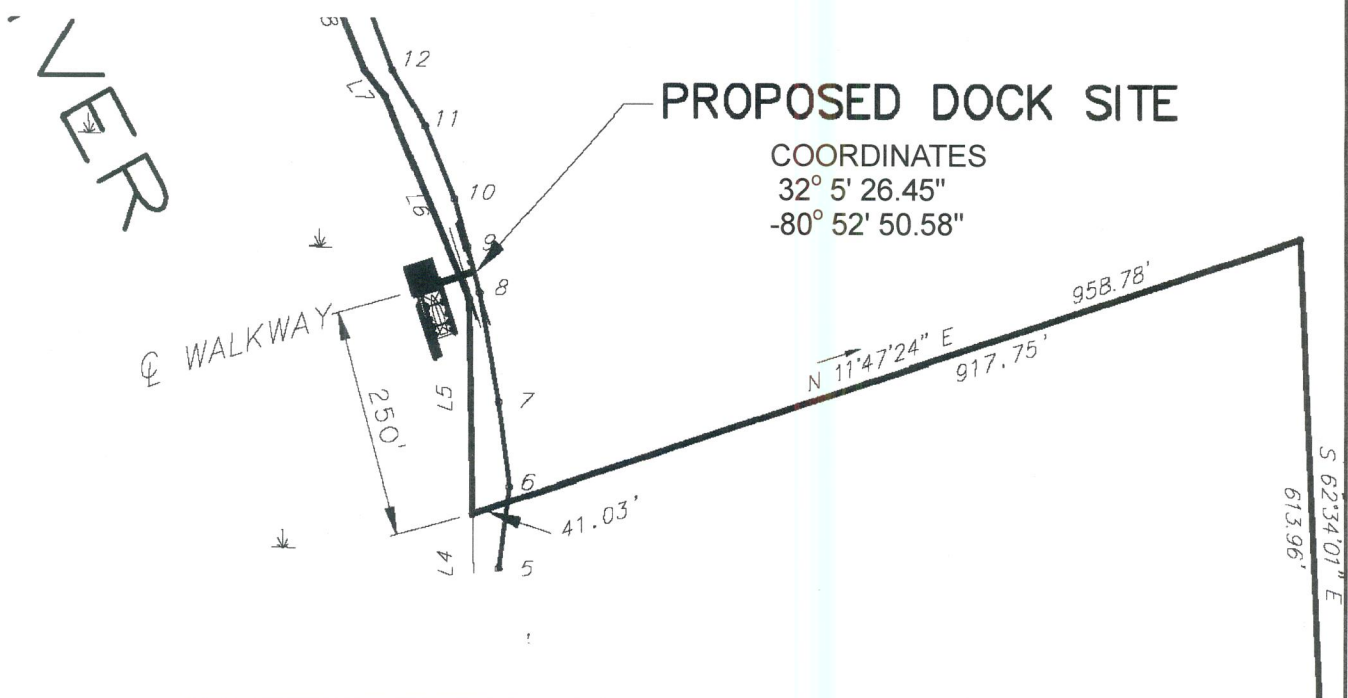 VER
8
12
L7
11
PROPOSED DOCK SITE
COORDINATES
32° 5' 26.45"
-80° 52' 50.58"
10
L6
9
8
℄ WALKWAY
958.78'
N 11°47'24" E
917.75'
250'
L5
7
6
41.03'
L4
5
S 62°34'01" E
613.96'